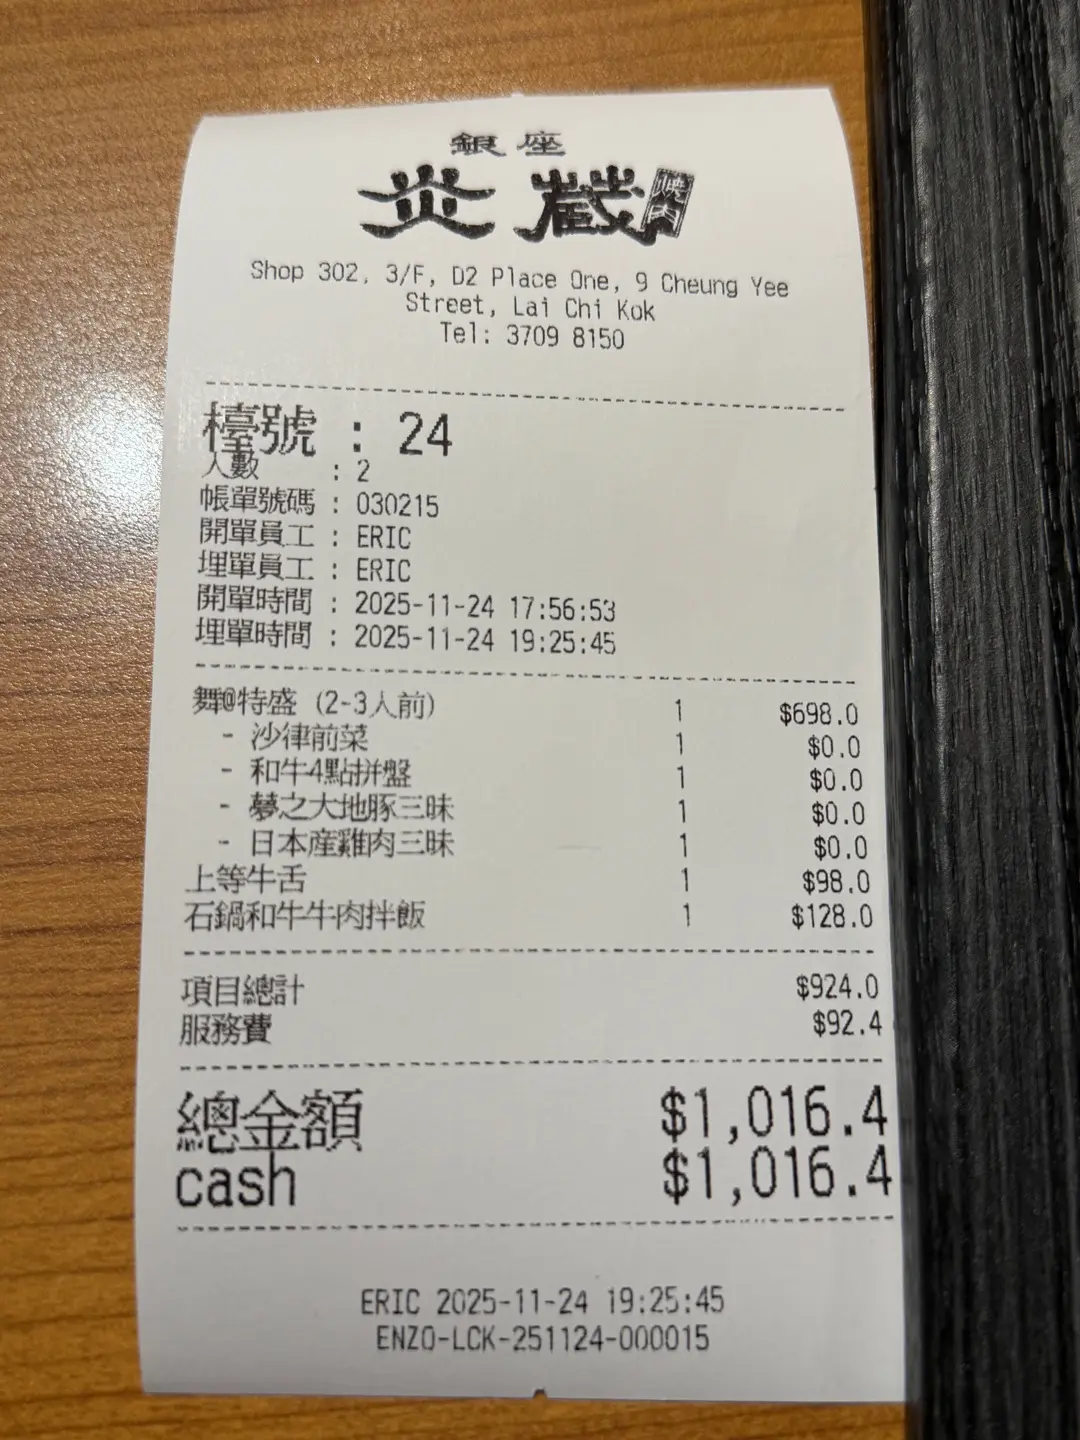 銀座
炎蔵 焼肉
Shop 302, 3/F, D2 Place One, 9 Cheung Yee
Street, Lai Chi Kok
Tel: 3709 8150
檯號 : 24
人數 : 2
帳單號碼 : 030215
開單員工 : ERIC
埋單員工 : ERIC
開單時間 : 2025-11-24 17:56:53
埋單時間 : 2025-11-24 19:25:45
舞@特盛 (2-3人前) 1 $698.0
- 沙律前菜 1 $0.0
- 和牛4點拼盤 1 $0.0
- 夢之大地豚三昧 1 $0.0
- 日本産雞肉三昧 1 $0.0
上等牛舌 1 $98.0
石鍋和牛牛肉拌飯 1 $128.0
項目總計 $924.0
服務費 $92.4
總金額 $1,016.4
cash $1,016.4
ERIC 2025-11-24 19:25:45
ENZO-LCK-251124-000015